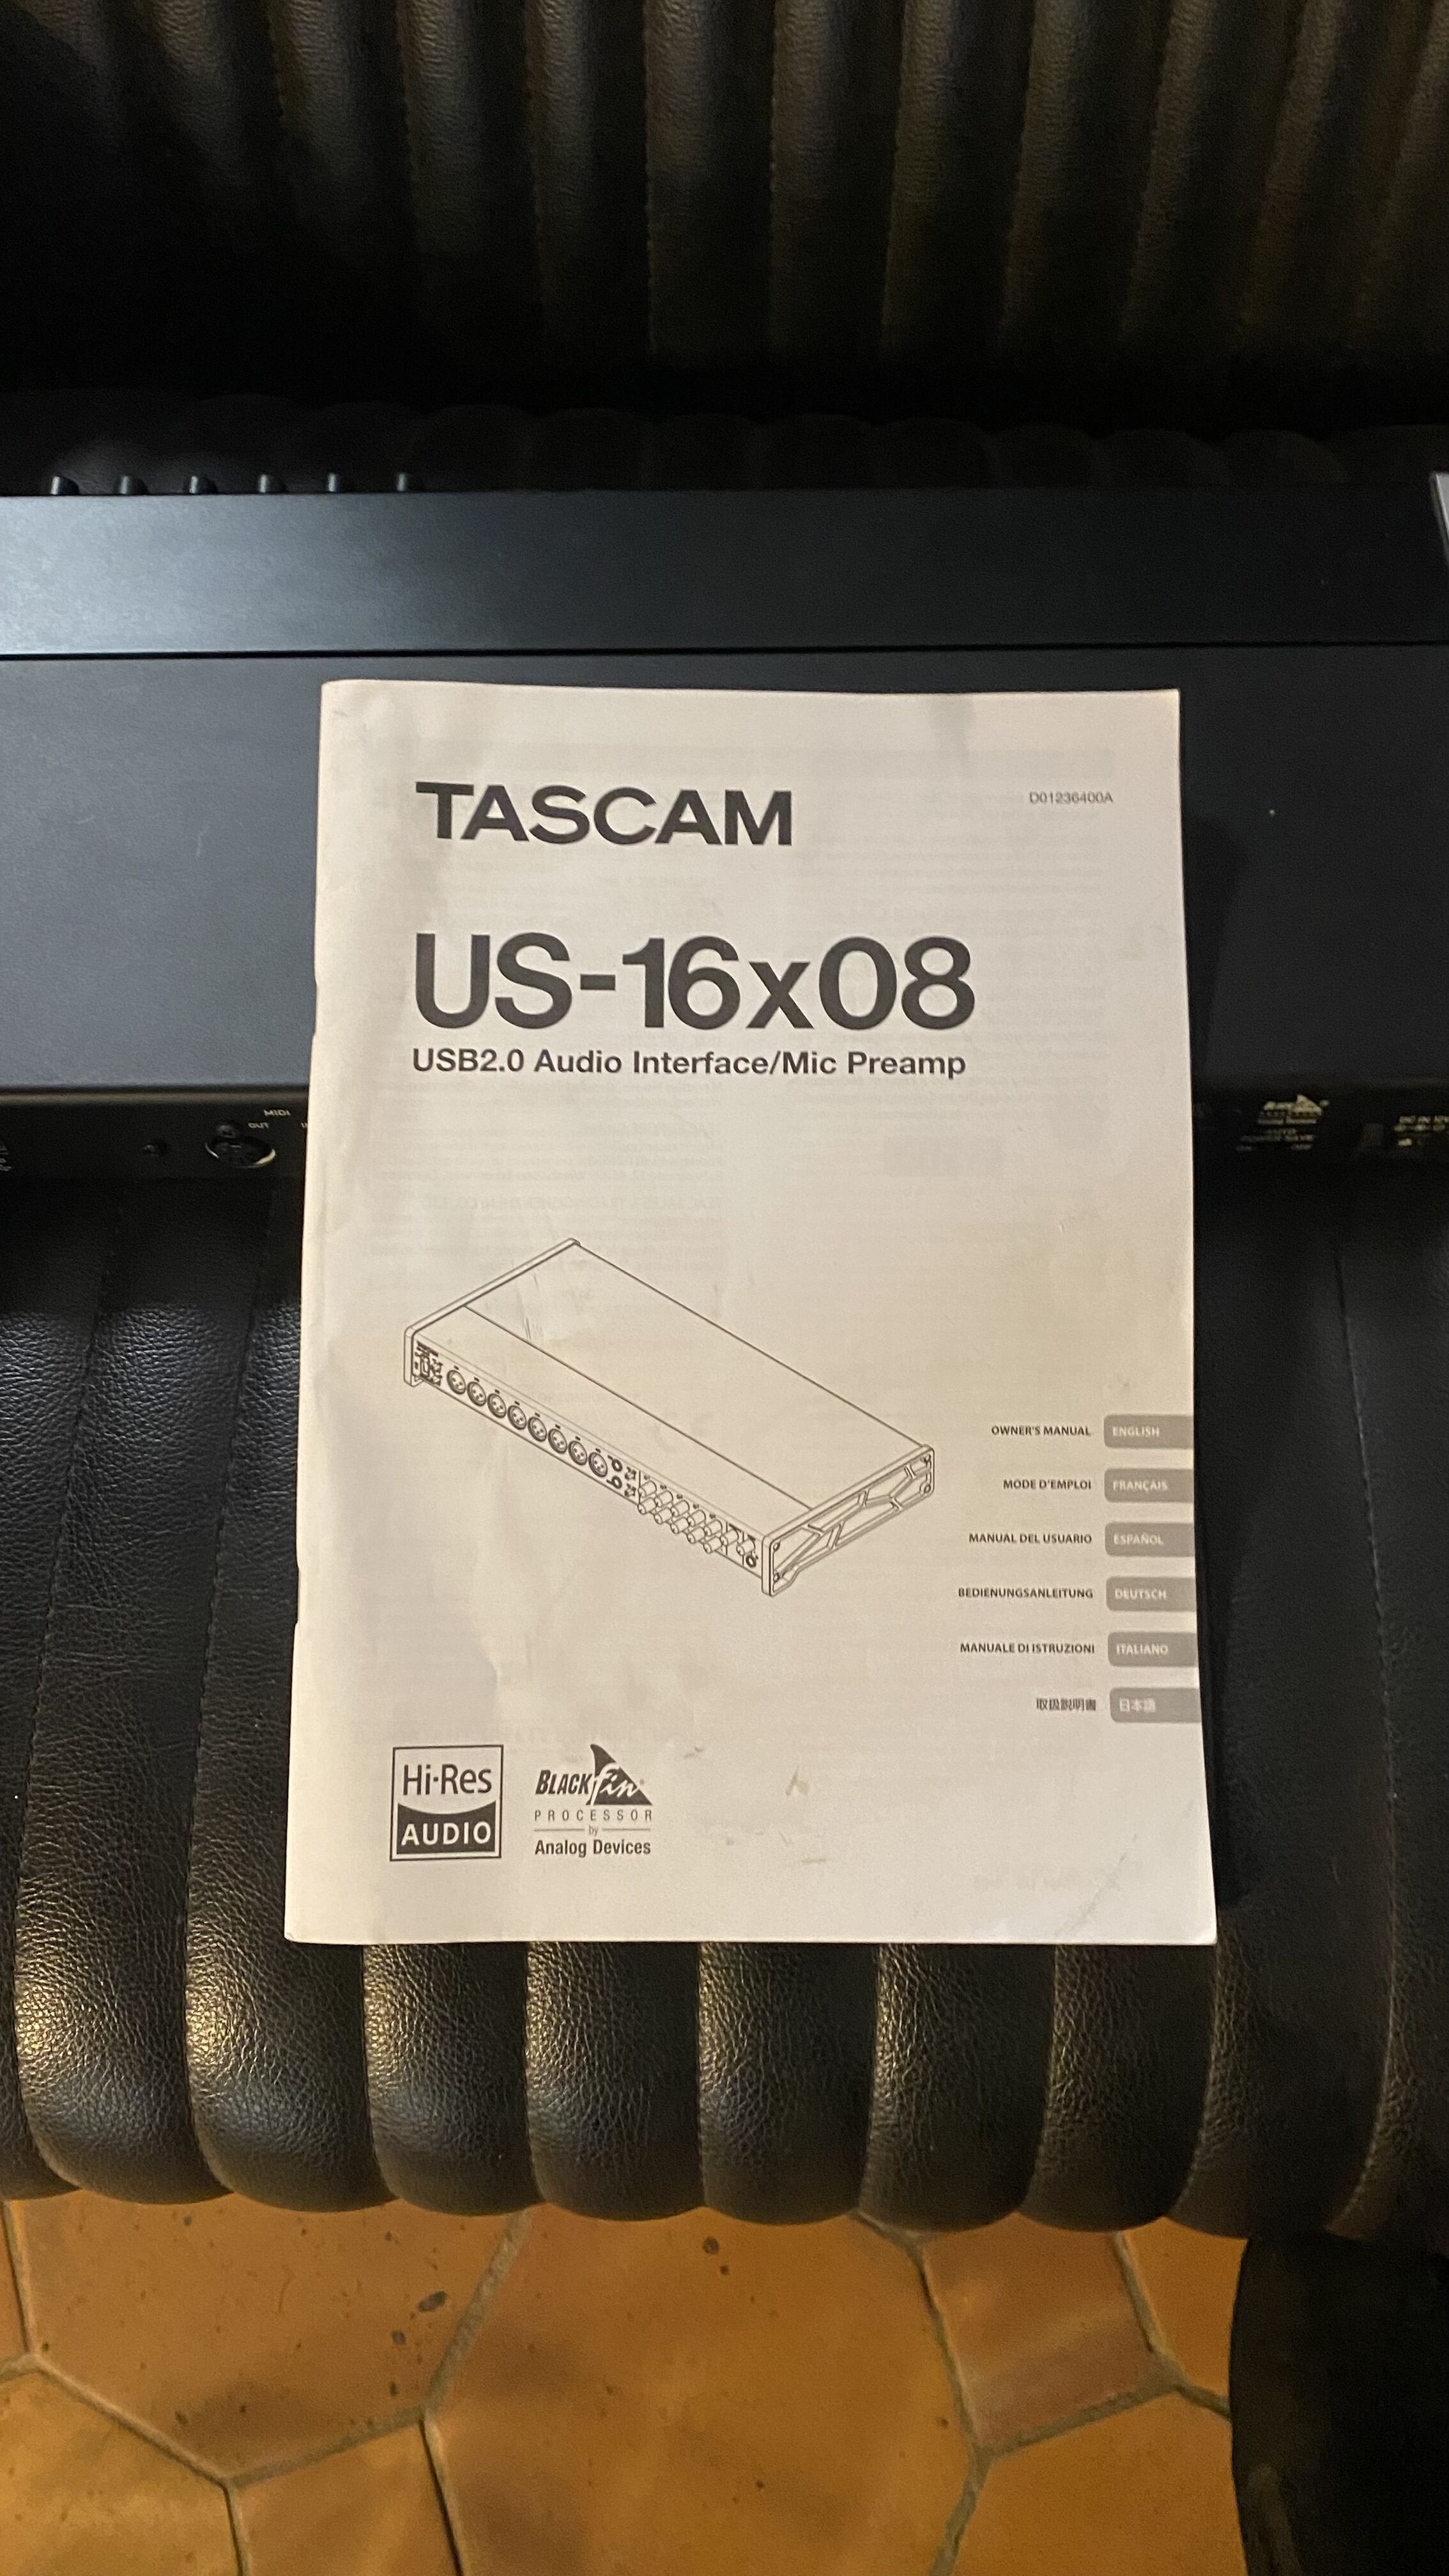 TASCAM
D01236400A
US-16x08
USB2.0 Audio Interface/Mic Preamp
MIDI
OUT
OWNER'S MANUAL ENGLISH
MODE D'EMPLOI FRANÇAIS
MANUAL DEL USUARIO ESPAÑOL
BEDIENUNGSANLEITUNG DEUTSCH
MANUALE DI ISTRUZIONI ITALIANO
取扱説明書 日本語
Hi-Res
AUDIO
BLACKfin
PROCESSOR
by
Analog Devices